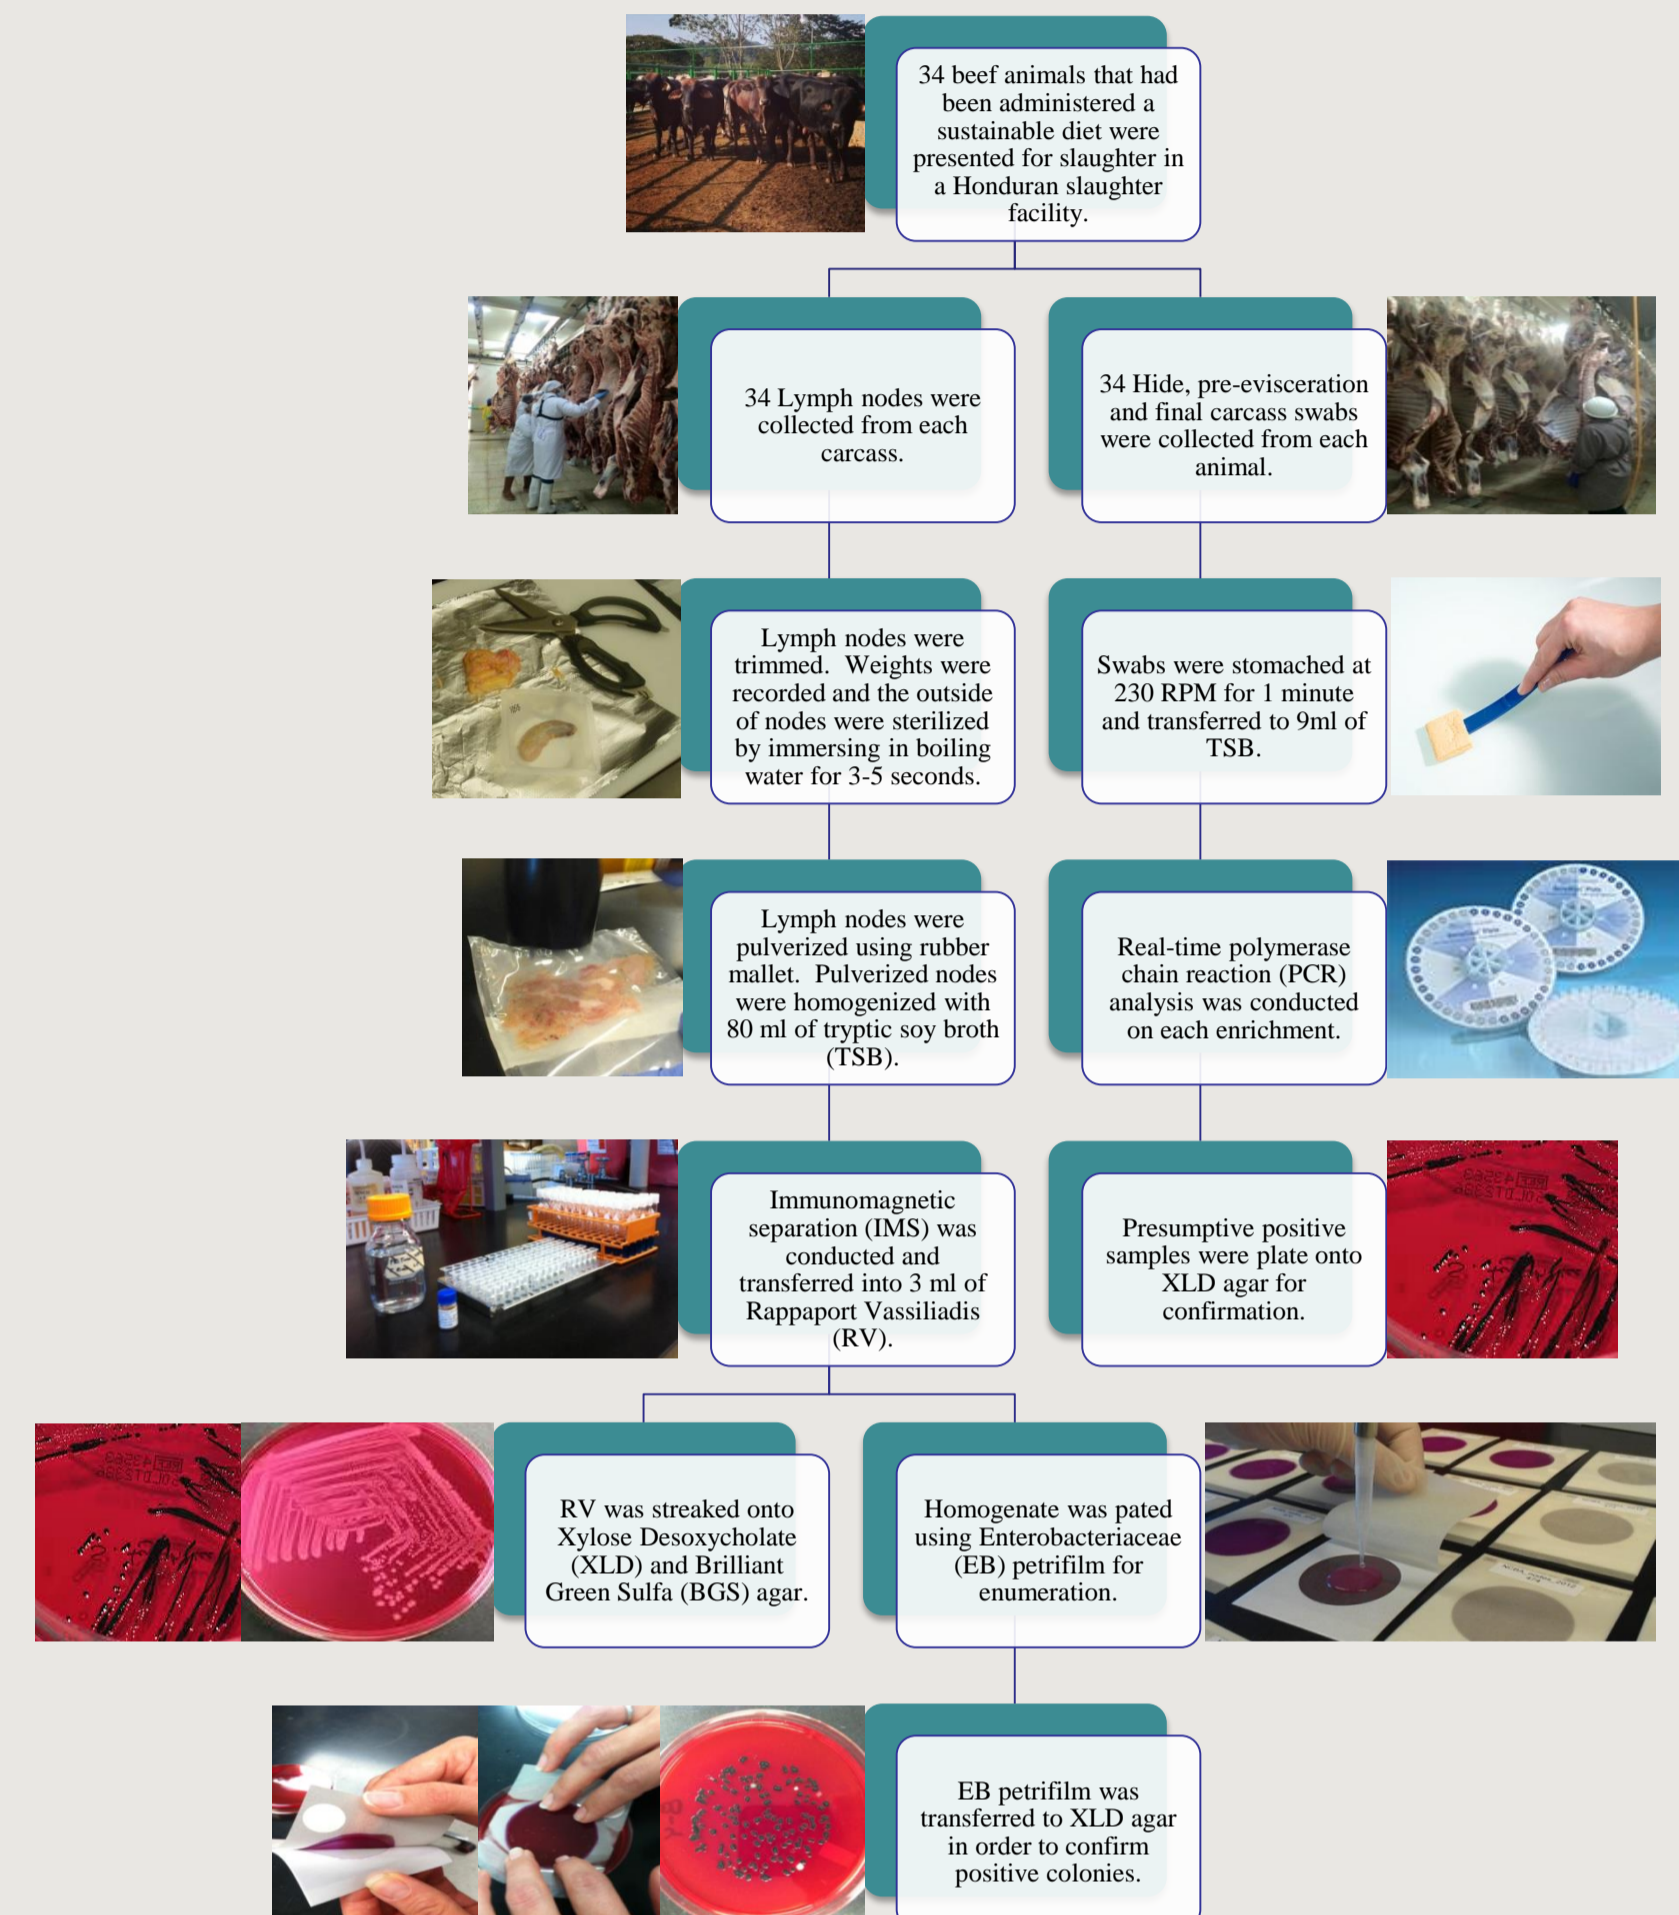 34 beef animals that had
been administered a
sustainable diet were
presented for slaughter in
a Honduran slaughter
facility.
34 Lymph nodes were
collected from each
carcass.
34 Hide, pre-evisceration
and final carcass swabs
were collected from each
animal.
Lymph nodes were
trimmed.  Weights were
recorded and the outside
of nodes were sterilized
by immersing in boiling
water for 3-5 seconds.
Swabs were stomached at
230 RPM for 1 minute
and transferred to 9ml of
TSB.
Lymph nodes were
pulverized using rubber
mallet.  Pulverized nodes
were homogenized with
80 ml of tryptic soy broth
(TSB).
Real-time polymerase
chain reaction (PCR)
analysis was conducted
on each enrichment.
Immunomagnetic
separation (IMS) was
conducted and
transferred into 3 ml of
Rappaport Vassiliadis
(RV).
Presumptive positive
samples were plate onto
XLD agar for
confirmation.
RV was streaked onto
Xylose Desoxycholate
(XLD) and Brilliant
Green Sulfa (BGS) agar.
Homogenate was pated
using Enterobacteriaceae
(EB) petrifilm for
enumeration.
EB petrifilm was
transferred to XLD agar
in order to confirm
positive colonies.